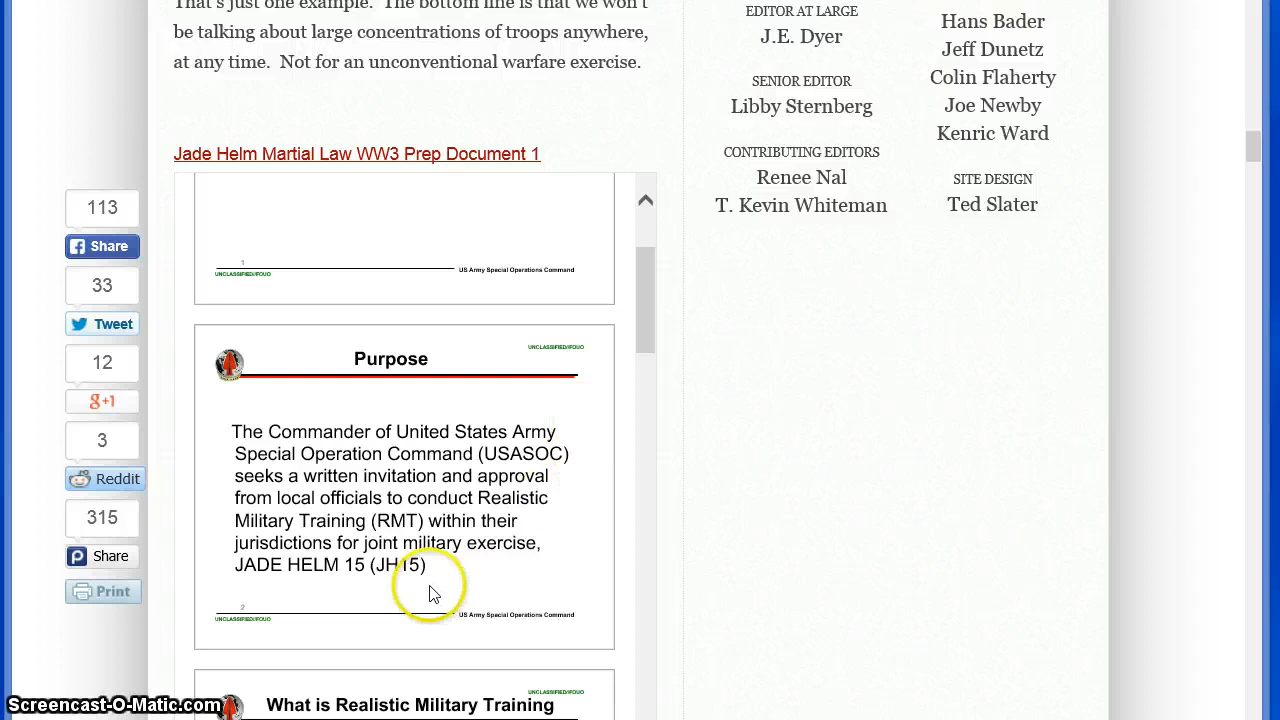 That's just one example.  The bottom line is that we won't
be talking about large concentrations of troops anywhere,
at any time.  Not for an unconventional warfare exercise.
Jade Helm Martial Law WW3 Prep Document 1
1
UNCLASSIFIED//FOUO
US Army Special Operations Command
UNCLASSIFIED//FOUO
Purpose
The Commander of United States Army
Special Operation Command (USASOC)
seeks a written invitation and approval
from local officials to conduct Realistic
Military Training (RMT) within their
jurisdictions for joint military exercise,
JADE HELM 15 (JH15)
2
UNCLASSIFIED//FOUO
US Army Special Operations Command
UNCLASSIFIED//FOUO
What is Realistic Military Training
113
Share
33
Tweet
12
g+1
3
Reddit
315
Share
Print
EDITOR AT LARGE
J.E. Dyer
SENIOR EDITOR
Libby Sternberg
CONTRIBUTING EDITORS
Renee Nal
T. Kevin Whiteman
Hans Bader
Jeff Dunetz
Colin Flaherty
Joe Newby
Kenric Ward
SITE DESIGN
Ted Slater
Screencast-O-Matic.com